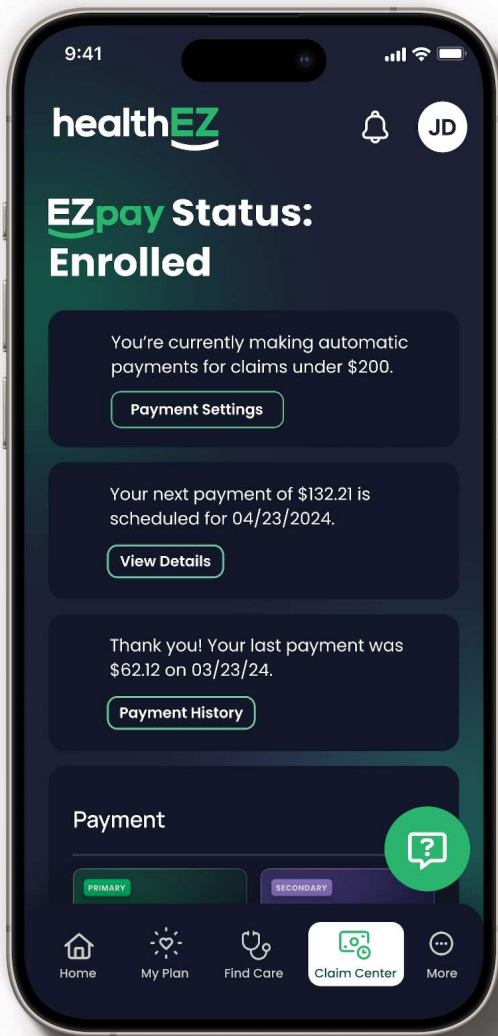 9:41
healthEZ
JD
EZpay Status:
Enrolled
You're currently making automatic
payments for claims under $200.
Payment Settings
Your next payment of $132.21 is
scheduled for 04/23/2024.
View Details
Thank you! Your last payment was
$62.12 on 03/23/24.
Payment History
Payment
?
PRIMARY
SECONDARY
Home
My Plan
Find Care
Claim Center
More